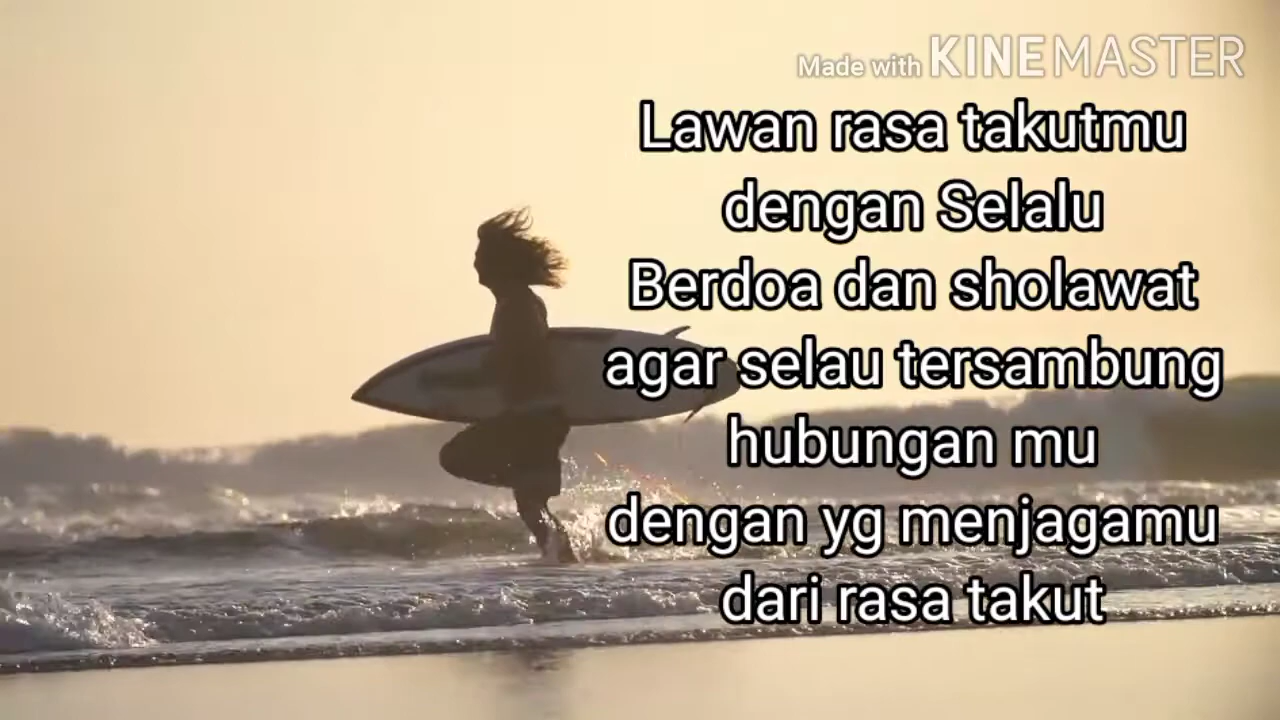 Made with KINEMASTER
Lawan rasa takutmu
dengan Selalu
Berdoa dan sholawat
agar selau tersambung
hubungan mu
dengan yg menjagamu
dari rasa takut